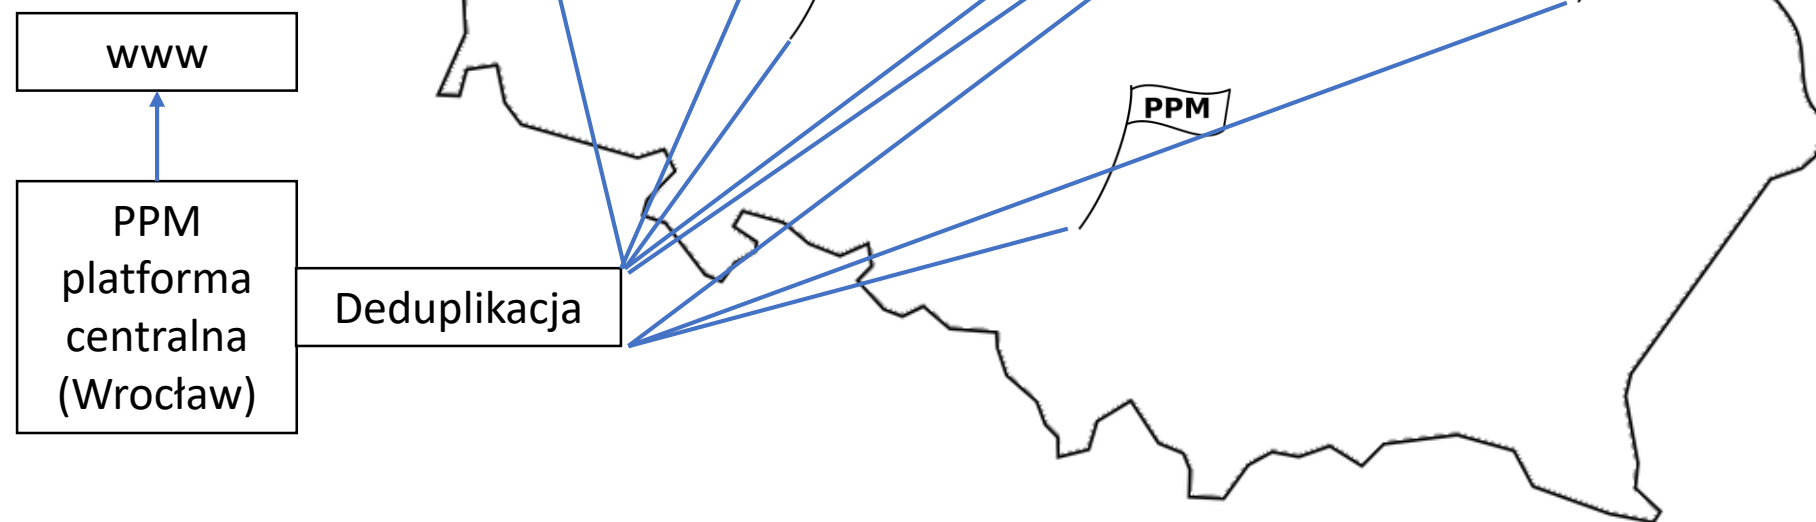 www
PPM
PPM
platforma
centralna
(Wrocław)
Deduplikacja